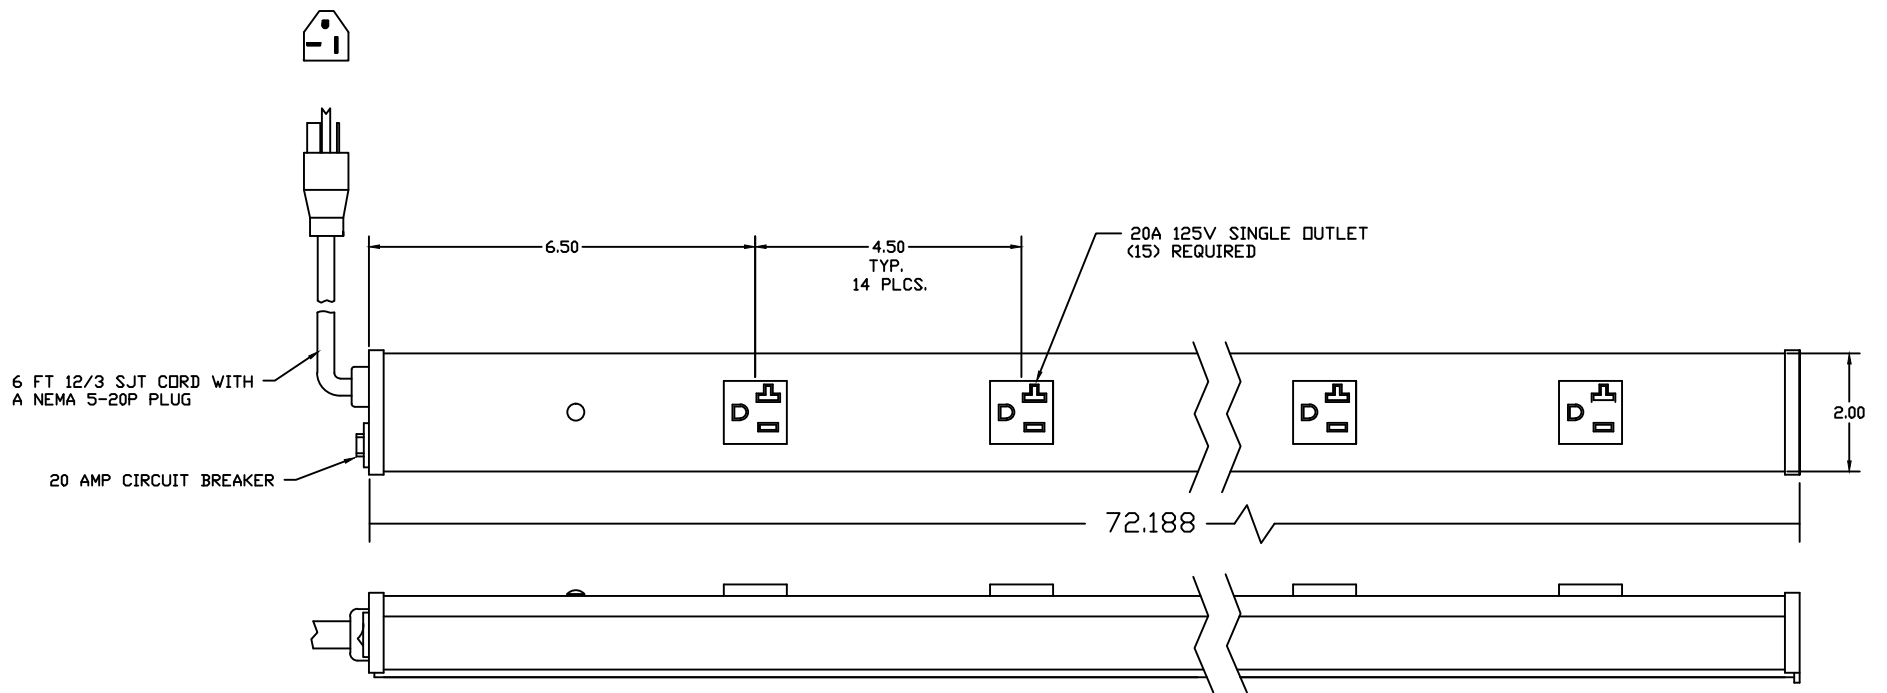 6.50
4.50
TYP.
14 PLCS.
20A 125V SINGLE OUTLET
(15) REQUIRED
6 FT 12/3 SJT CORD WITH
A NEMA 5-20P PLUG
2.00
20 AMP CIRCUIT BREAKER
72.188